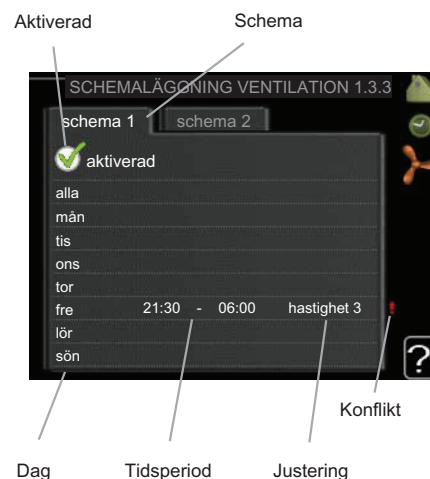 Aktiverad Schema
SCHEMALÄGGNING VENTILATION 1.3.3
schema 1 schema 2
aktiverad
alla
mån
tis
ons
tor
fre 21:30 - 06:00 hastighet 3 !
lör
sön
?
Konflikt
Dag Tidsperiod Justering